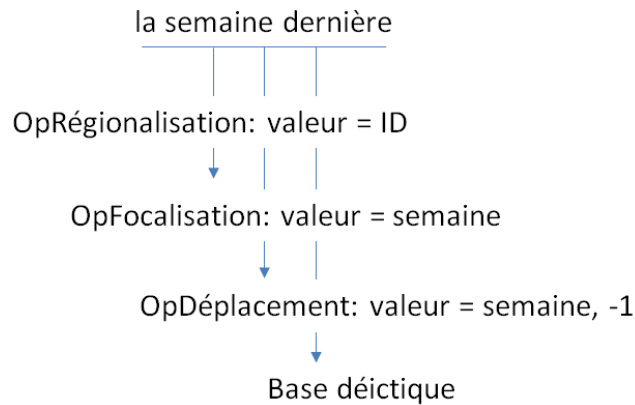 la semaine dernière
OpRégionalisation: valeur = ID
OpFocalisation: valeur = semaine
OpDéplacement: valeur = semaine, -1
Base déictique